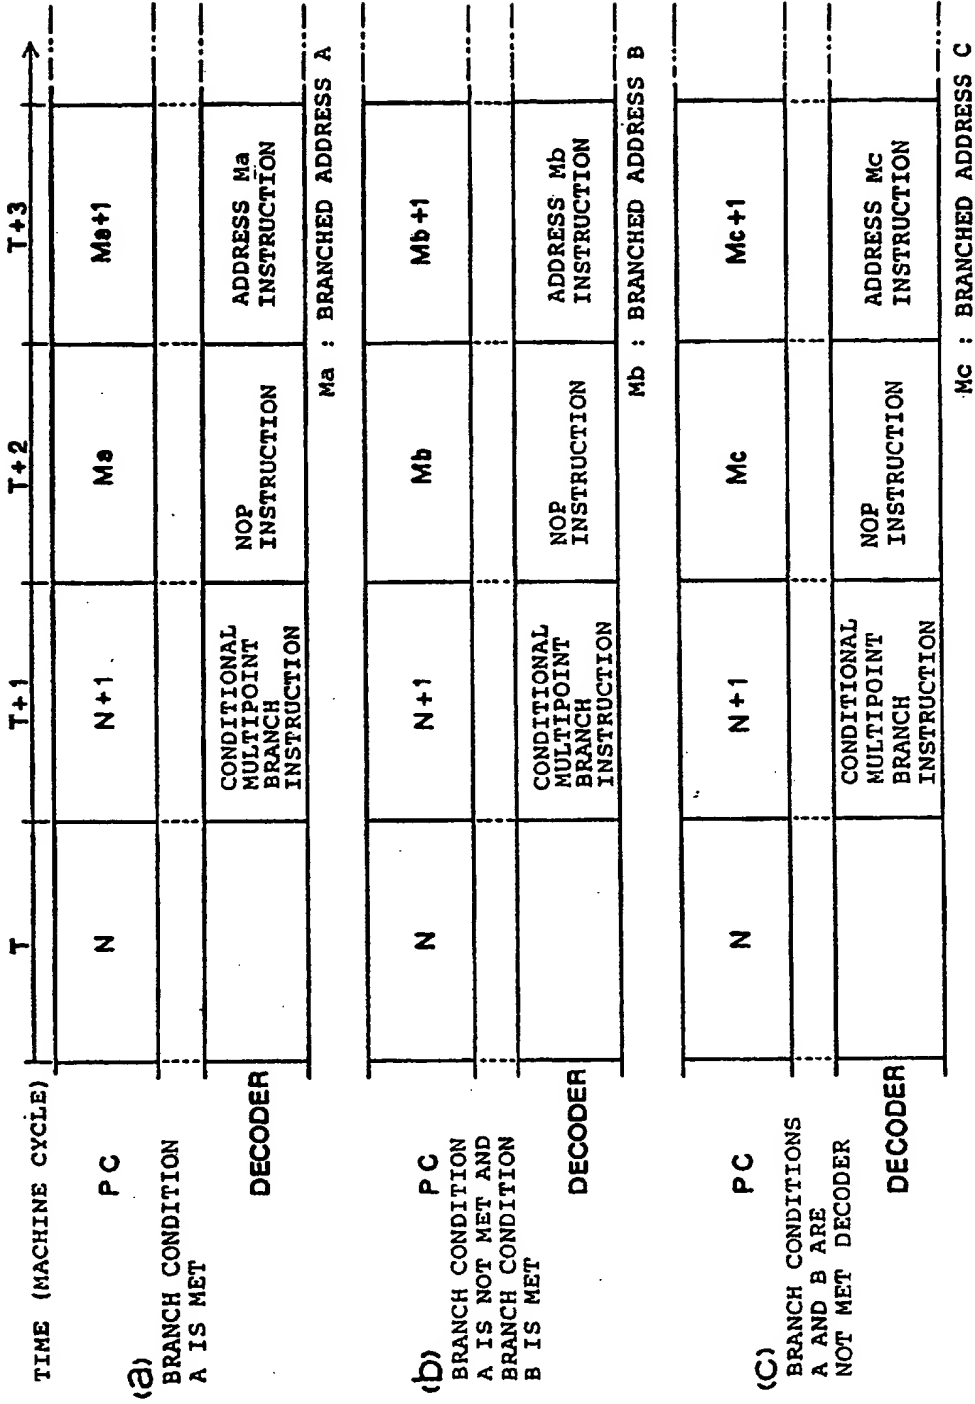 TIME (MACHINE CYCLE)
T T+1 T+2 T+3
(a)
BRANCH CONDITION
A IS MET
PC
N N+1 Ma Ma+1
DECODER
CONDITIONAL
MULTIPOINT
BRANCH
INSTRUCTION
NOP
INSTRUCTION
ADDRESS Ma
INSTRUCTION
Ma : BRANCHED ADDRESS A
(b)
BRANCH CONDITION
A IS NOT MET AND
BRANCH CONDITION
B IS MET
PC
N N+1 Mb Mb+1
DECODER
CONDITIONAL
MULTIPOINT
BRANCH
INSTRUCTION
NOP
INSTRUCTION
ADDRESS Mb
INSTRUCTION
Mb : BRANCHED ADDRESS B
(c)
BRANCH CONDITIONS
A AND B ARE
NOT MET DECODER
PC
N N+1 Mc Mc+1
DECODER
CONDITIONAL
MULTIPOINT
BRANCH
INSTRUCTION
NOP
INSTRUCTION
ADDRESS Mc
INSTRUCTION
Mc : BRANCHED ADDRESS C